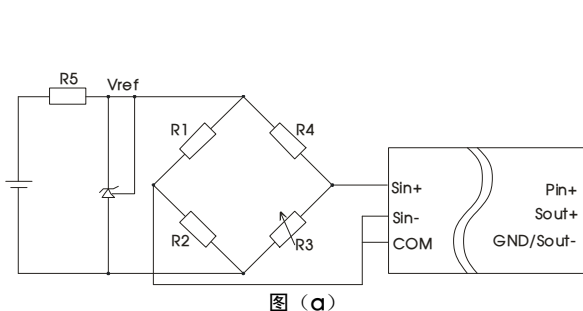 R5
Vref
R1
R4
R2
R3
Sin+
Sin-
COM
Pin+
Sout+
GND/Sout-
图（a）